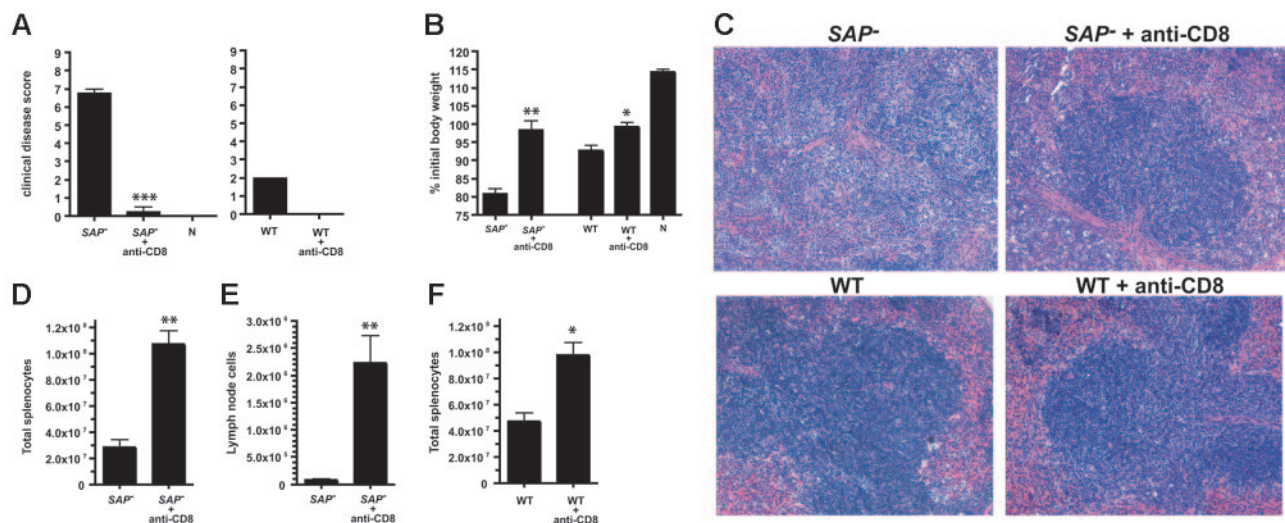 A
clinical disease score
9
8
7
6
5
4
3
2
1
0
SAP-
SAP-
+
anti-CD8
N
9
8
7
6
5
4
3
2
1
0
WT
WT
+
anti-CD8
***
B
% initial body weight
120
115
110
105
100
95
90
85
80
75
**
*
SAP-
SAP-
+
anti-CD8
WT
WT
+
anti-CD8
N
C
SAP-
SAP- + anti-CD8
WT
WT + anti-CD8
D
Total splenocytes
1.2x10⁸
1.0x10⁸
8.0x10⁷
6.0x10⁷
4.0x10⁷
2.0x10⁷
0
**
SAP-
SAP-
+
anti-CD8
E
Lymph node cells
3.0x10⁶
2.5x10⁶
2.0x10⁶
1.5x10⁶
1.0x10⁶
5.0x10⁵
0
**
SAP-
SAP-
+
anti-CD8
F
Total splenocytes
1.2x10⁸
1.0x10⁸
8.0x10⁷
6.0x10⁷
4.0x10⁷
2.0x10⁷
0
*
WT
WT
+
anti-CD8